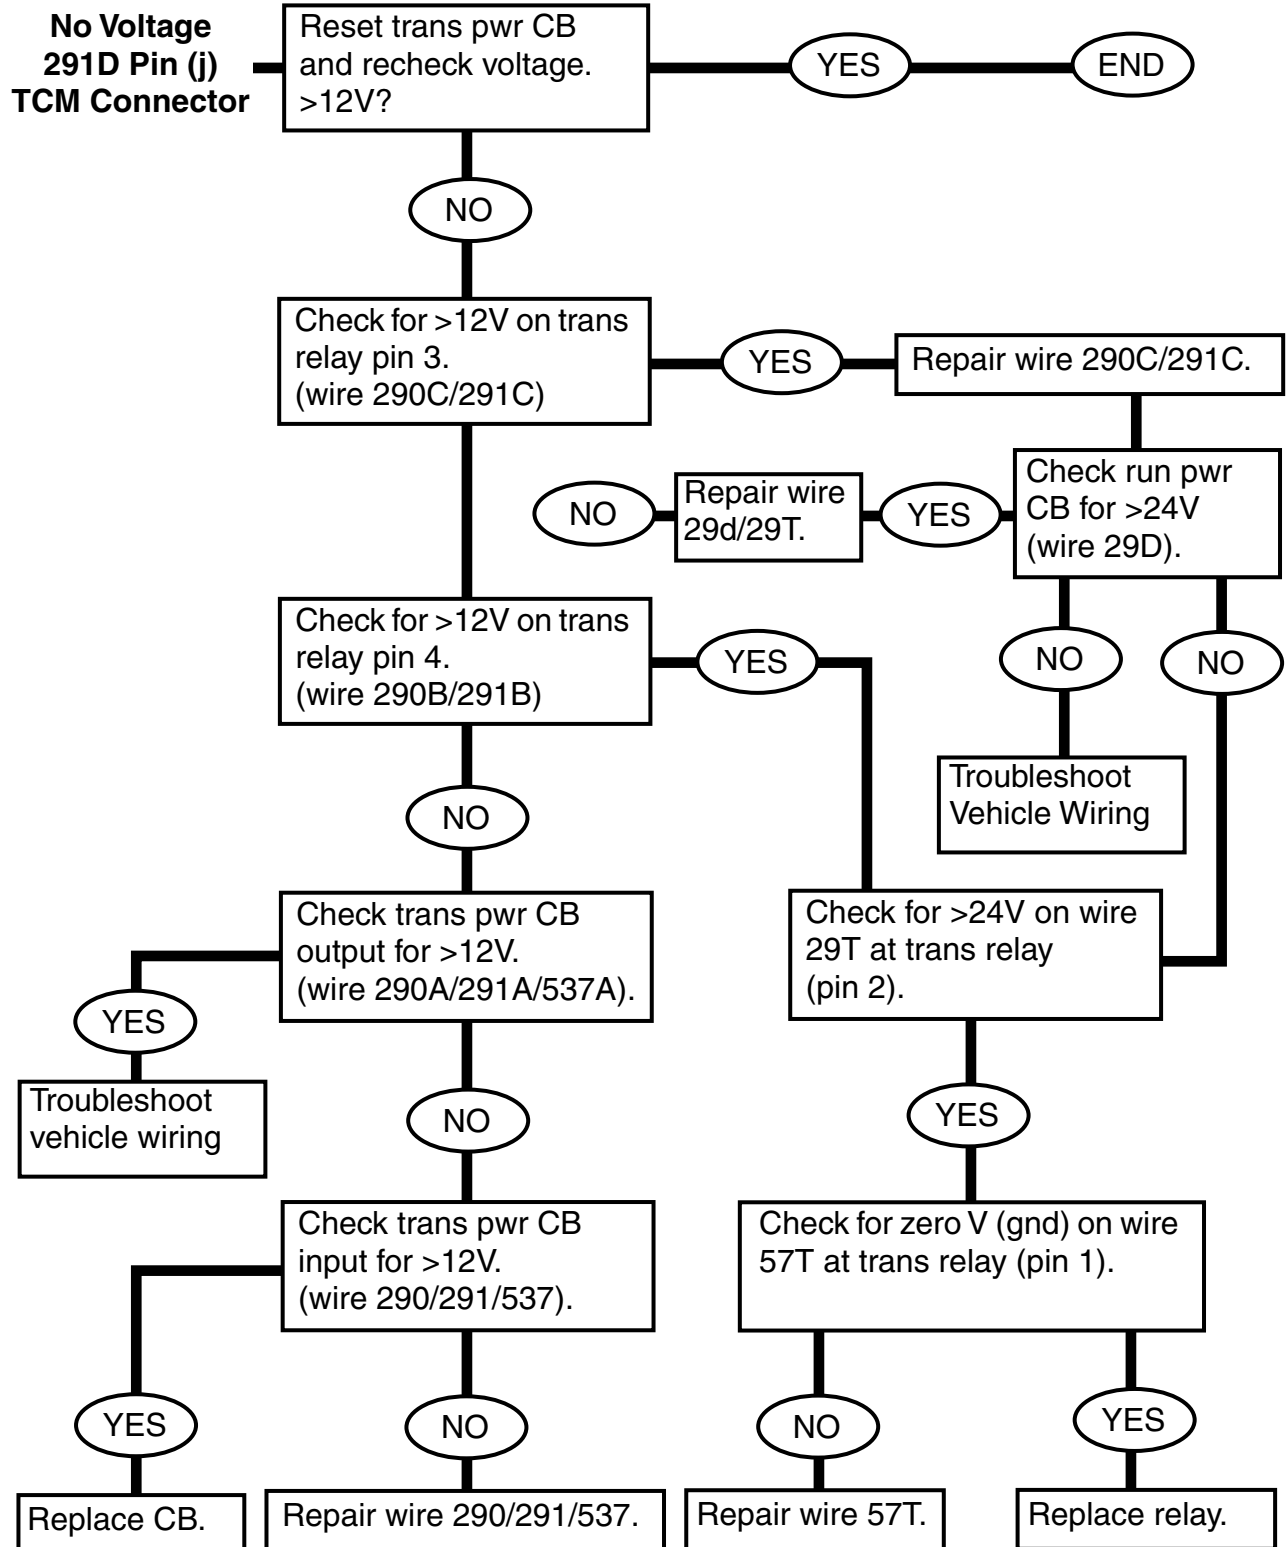 No Voltage
291D Pin (j)
TCM Connector
Reset trans pwr CB
and recheck voltage.
>12V?
YES
END
NO
Check for >12V on trans
relay pin 3.
(wire 290C/291C)
YES
Repair wire 290C/291C.
Check run pwr
CB for >24V
(wire 29D).
YES
Repair wire
29d/29T.
NO
NO
NO
Troubleshoot
Vehicle Wiring
Check for >12V on trans
relay pin 4.
(wire 290B/291B)
YES
NO
Check for >24V on wire
29T at trans relay
(pin 2).
Check trans pwr CB
output for >12V.
(wire 290A/291A/537A).
YES
Troubleshoot
vehicle wiring
NO
YES
Check trans pwr CB
input for >12V.
(wire 290/291/537).
Check for zero V (gnd) on wire
57T at trans relay (pin 1).
YES
NO
NO
YES
Replace CB.
Repair wire 290/291/537.
Repair wire 57T.
Replace relay.